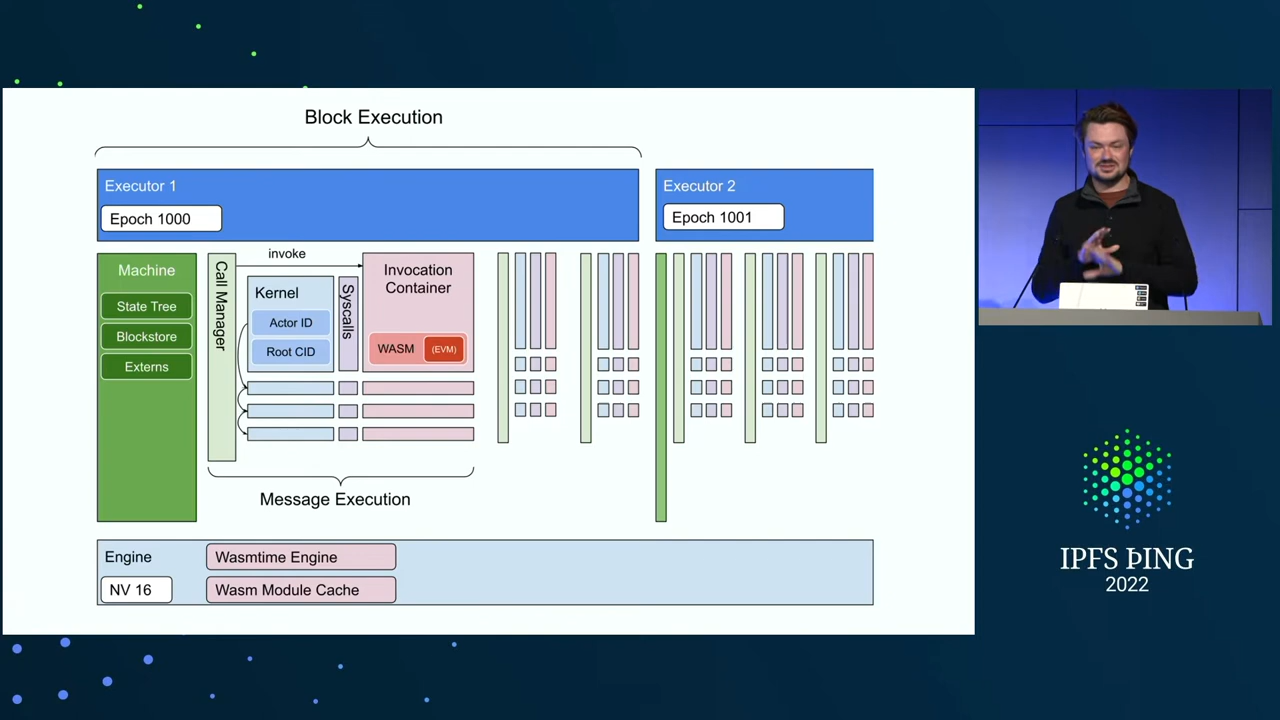 Block Execution
Executor 1
Epoch 1000
Executor 2
Epoch 1001
Machine
State Tree
Blockstore
Externs
Call Manager
invoke
Kernel
Actor ID
Root CID
Syscalls
Invocation
Container
WASM
(EVM)
Message Execution
Engine
NV 16
Wasmtime Engine
Wasm Module Cache
IPFS ÞING
2022